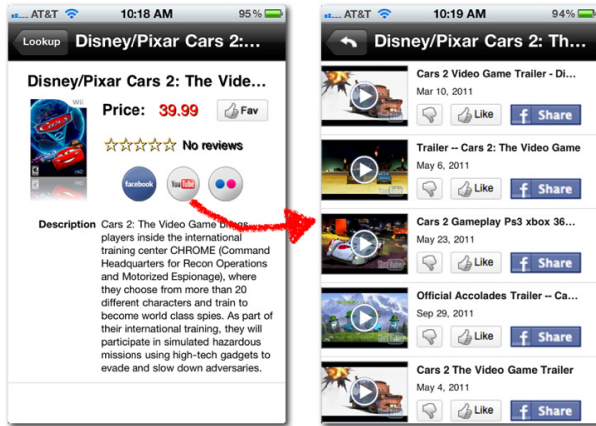 AT&T 10:18 AM 95%
Lookup Disney/Pixar Cars 2:...
Disney/Pixar Cars 2: The Vide...
Wii
Price: 39.99 Fav
No reviews
facebook YouTube
Description Cars 2: The Video Game brings
players inside the international
training center CHROME (Command
Headquarters for Recon Operations
and Motorized Espionage), where
they choose from more than 20
different characters and train to
become world class spies. As part of
their international training, they will
participate in simulated hazardous
missions using high-tech gadgets to
evade and slow down adversaries.
AT&T 10:19 AM 94%
Disney/Pixar Cars 2: Th...
Cars 2 Video Game Trailer - Di...
Mar 10, 2011
Like f Share
YouTube
Trailer -- Cars 2: The Video Game
May 6, 2011
Like f Share
YouTube
Cars 2 Gameplay Ps3 xbox 36...
May 23, 2011
Like f Share
YouTube
Official Accolades Trailer -- Ca...
Sep 29, 2011
Like f Share
YouTube
Cars 2 The Video Game Trailer
May 4, 2011
Like f Share